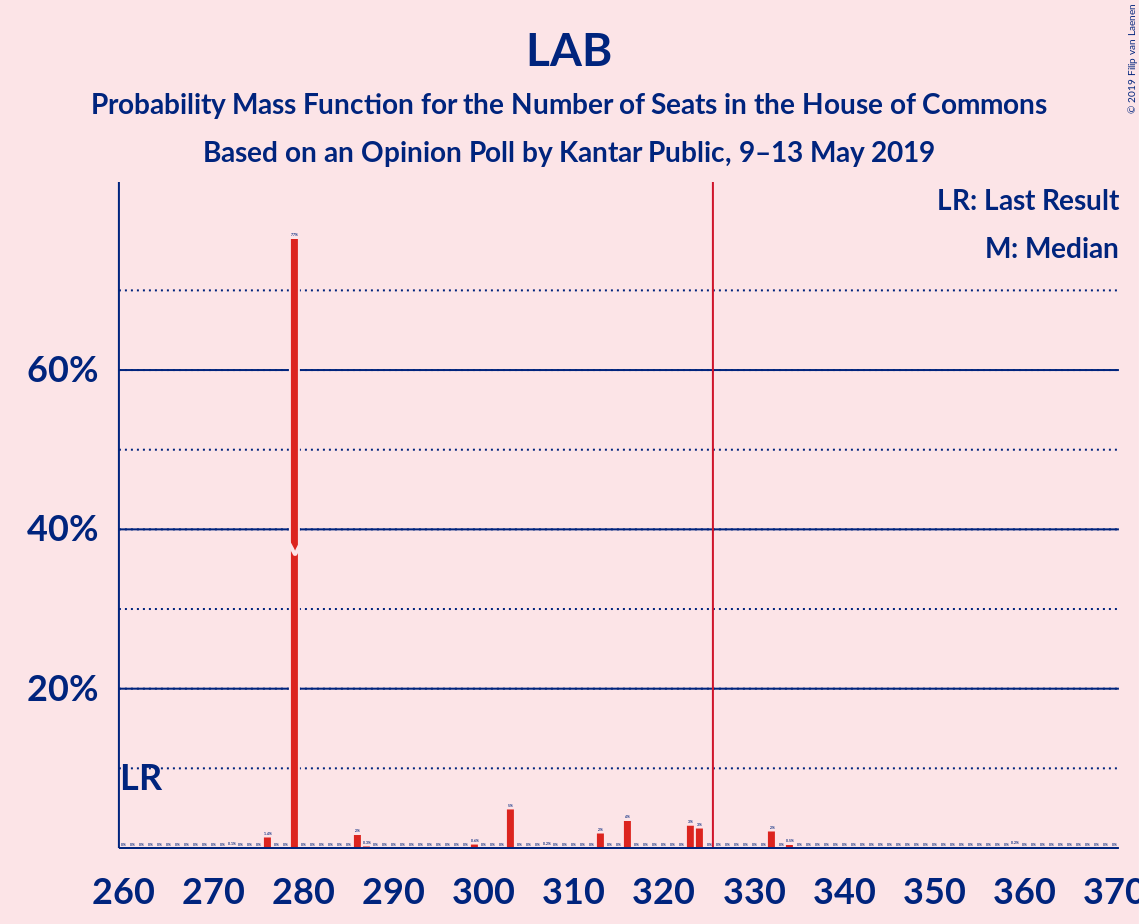 LAB
Probability Mass Function for the Number of Seats in the House of Commons
Based on an Opinion Poll by Kantar Public, 9–13 May 2019
© 2019 Filip van Laenen
LR: Last Result
M: Median
60%
40%
20%
LR
77%
260 270 280 290 300 310 320 330 340 350 360 370